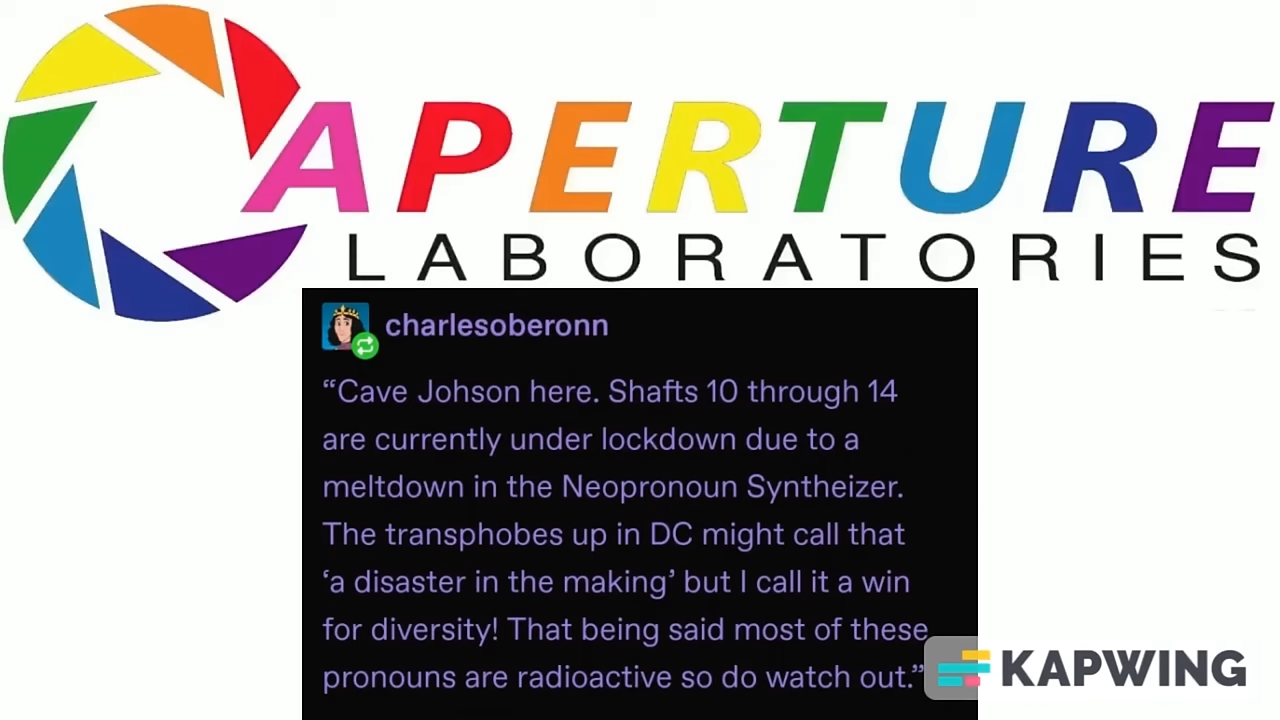 APERTURE
LABORATORIES
charlesoberonn
“Cave Johson here. Shafts 10 through 14
are currently under lockdown due to a
meltdown in the Neopronoun Syntheizer.
The transphobes up in DC might call that
‘a disaster in the making’ but I call it a win
for diversity! That being said most of these
pronouns are radioactive so do watch out.”
KAPWING